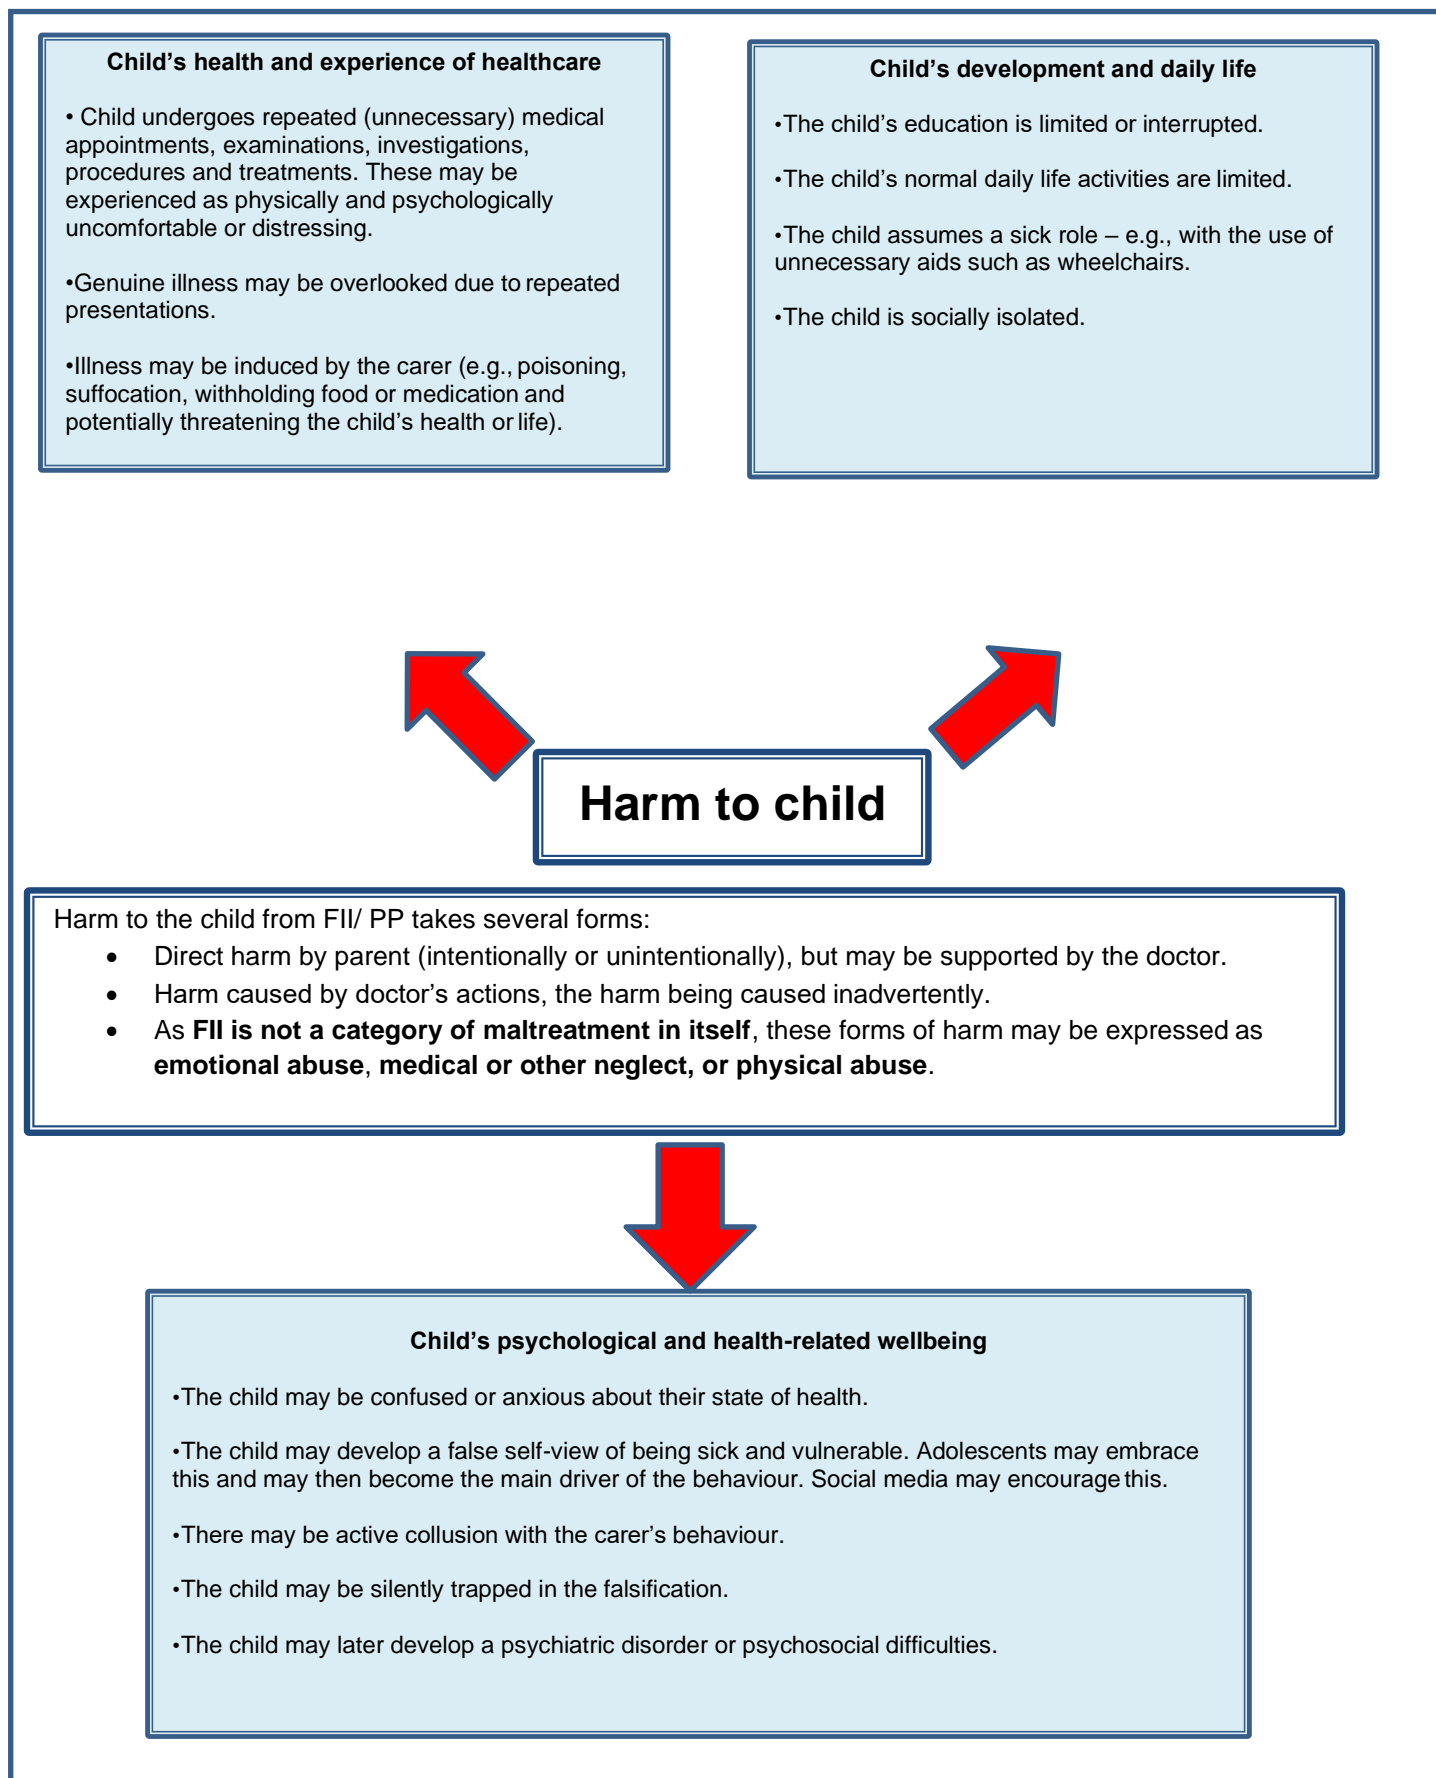 Child’s health and experience of healthcare
• Child undergoes repeated (unnecessary) medical
appointments, examinations, investigations,
procedures and treatments. These may be
experienced as physically and psychologically
uncomfortable or distressing.
•Genuine illness may be overlooked due to repeated
presentations.
•Illness may be induced by the carer (e.g., poisoning,
suffocation, withholding food or medication and
potentially threatening the child’s health or life).
Child’s development and daily life
•The child’s education is limited or interrupted.
•The child’s normal daily life activities are limited.
•The child assumes a sick role – e.g., with the use of
unnecessary aids such as wheelchairs.
•The child is socially isolated.
Harm to child
Harm to the child from FII/ PP takes several forms:
• Direct harm by parent (intentionally or unintentionally), but may be supported by the doctor.
• Harm caused by doctor’s actions, the harm being caused inadvertently.
• As FII is not a category of maltreatment in itself, these forms of harm may be expressed as
emotional abuse, medical or other neglect, or physical abuse.
Child’s psychological and health-related wellbeing
•The child may be confused or anxious about their state of health.
•The child may develop a false self-view of being sick and vulnerable. Adolescents may embrace
this and may then become the main driver of the behaviour. Social media may encourage this.
•There may be active collusion with the carer’s behaviour.
•The child may be silently trapped in the falsification.
•The child may later develop a psychiatric disorder or psychosocial difficulties.